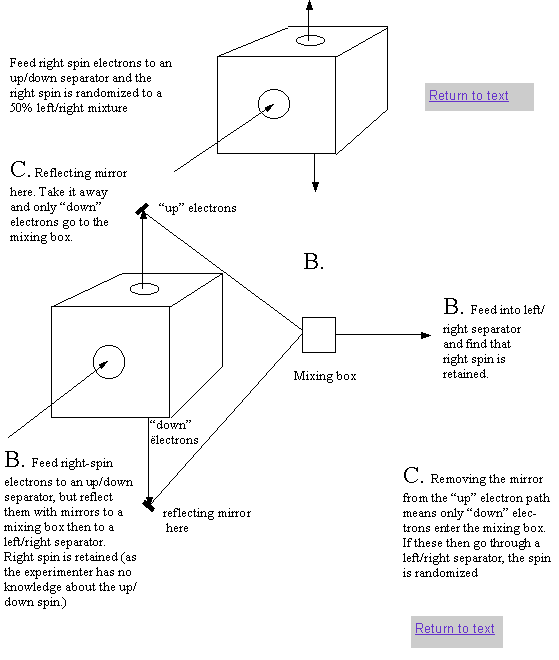 Feed right spin electrons to an
up/down separator and the
right spin is randomized to a
50% left/right mixture
Return to text
C. Reflecting mirror
here. Take it away
and only “down”
electrons go to the
mixing box.
“up” electrons
B.
B. Feed into left/
right separator
and find that
right spin is
retained.
Mixing box
“down”
electrons
B. Feed right-spin
electrons to an up/down
separator, but reflect
them with mirrors to a
mixing box then to a
left/right separator.
Right spin is retained (as
the experimenter has no
knowledge about the up/
down spin.)
reflecting mirror
here
C. Removing the mirror
from the “up” electron path
means only “down” elec-
trons enter the mixing box.
If these then go through a
left/right separator, the spin
is randomized
Return to text